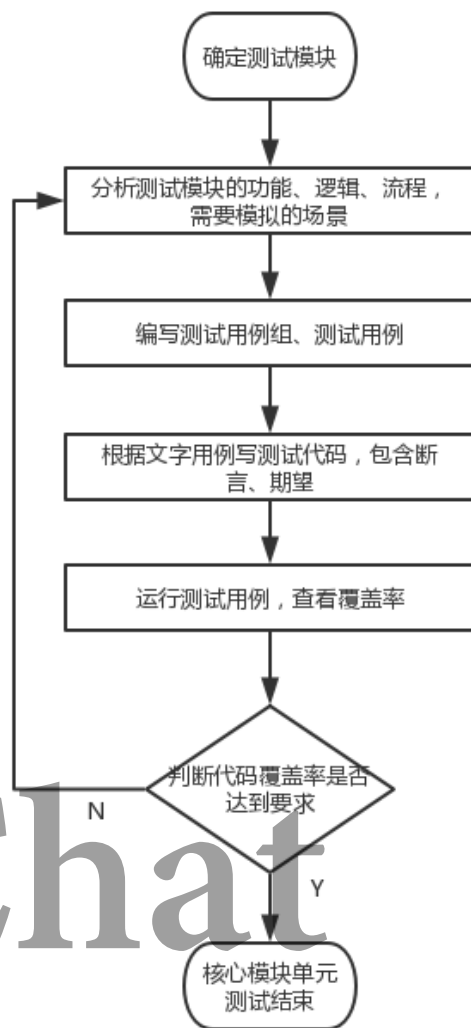 确定测试模块
分析测试模块的功能、逻辑、流程，
需要模拟的场景
编写测试用例组、测试用例
根据文字用例写测试代码，包含断
言、期望
运行测试用例，查看覆盖率
判断代码覆盖率是否
达到要求
N
Chat
Y
核心模块单元
测试结束